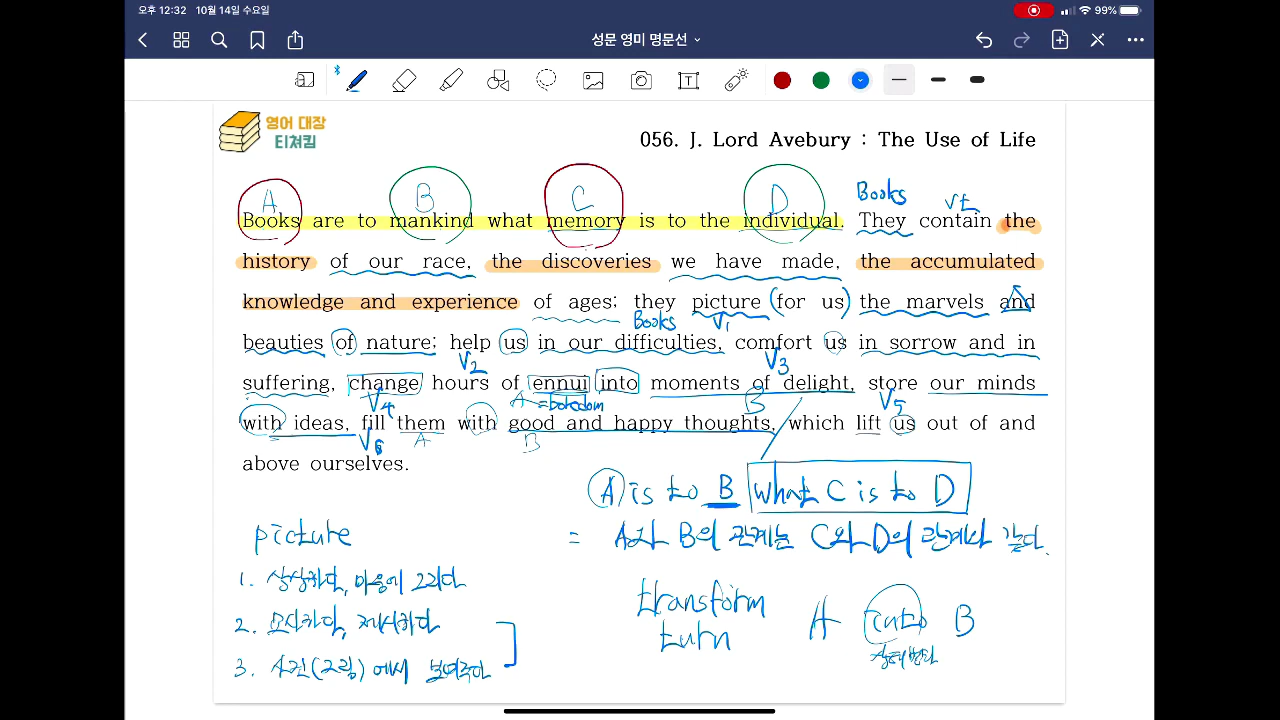 오후 12:32 10월 14일 수요일
99%
성문 영미 명문선
영어 대장
티쳐킴
056. J. Lord Avebury : The Use of Life
A B C D Books vt
Books are to mankind what memory is to the individual. They contain the
history of our race, the discoveries we have made, the accumulated
knowledge and experience of ages; they picture (for us) the marvels and
Books V1
beauties of nature; help us in our difficulties, comfort us in sorrow and in
V2 V3
suffering, change hours of ennui into moments of delight, store our minds
V4 A = boredom B V5
with ideas, fill them with good and happy thoughts, which lift us out of and
V6 A B
above ourselves.
A is to B what C is to D
picture
= A와 B의 관계는 C와 D의 관계와 같다.
1. 상상하다, 마음에 그리다
transform
turn
A into B
상태변화
2. 묘사하다, 제시하다
3. 사진(그림)에서 보여주다